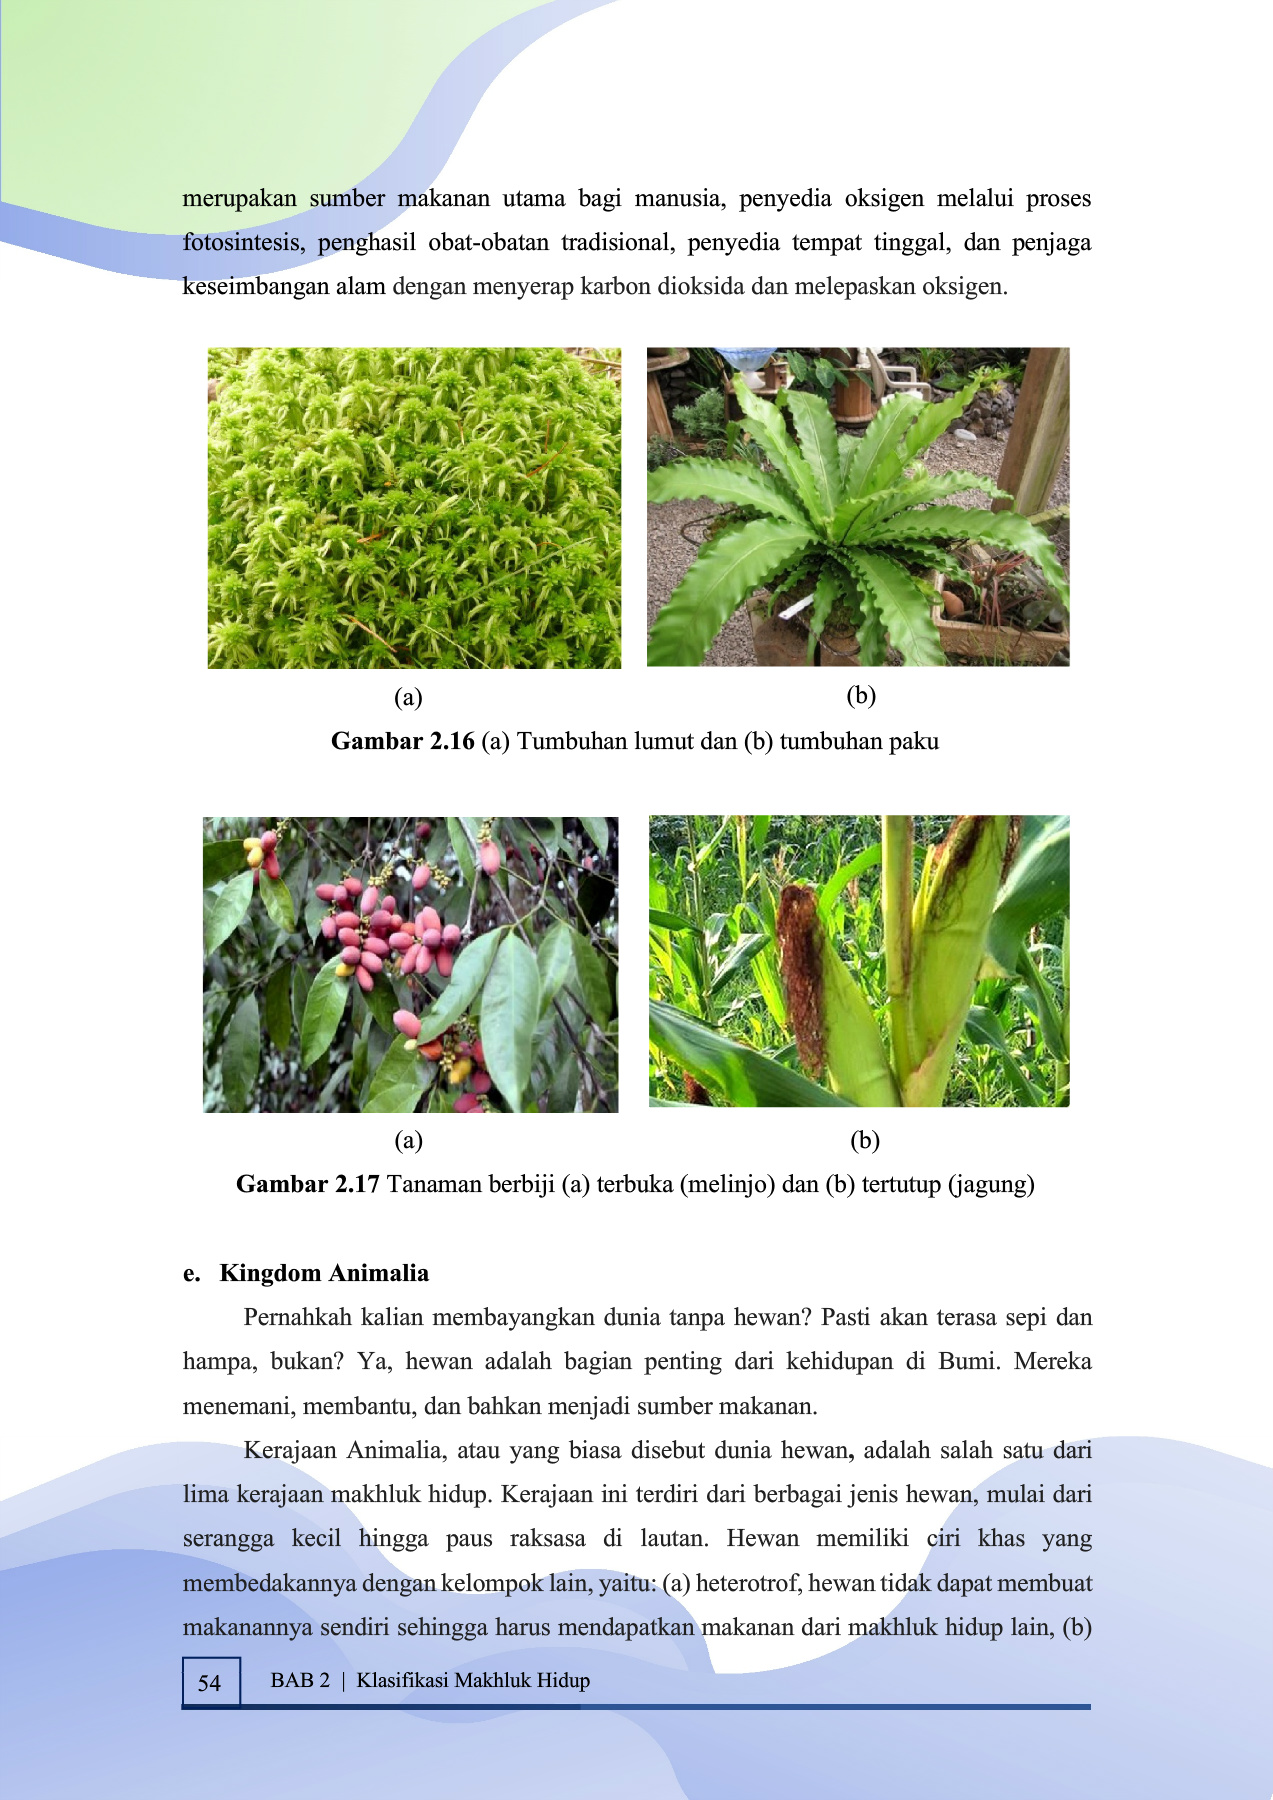 merupakan sumber makanan utama bagi manusia, penyedia oksigen melalui proses
fotosintesis, penghasil obat-obatan tradisional, penyedia tempat tinggal, dan penjaga
keseimbangan alam dengan menyerap karbon dioksida dan melepaskan oksigen.
(a)
(b)
Gambar 2.16 (a) Tumbuhan lumut dan (b) tumbuhan paku
(a)
(b)
Gambar 2.17 Tanaman berbiji (a) terbuka (melinjo) dan (b) tertutup (jagung)
e. Kingdom Animalia
Pernahkah kalian membayangkan dunia tanpa hewan? Pasti akan terasa sepi dan
hampa, bukan? Ya, hewan adalah bagian penting dari kehidupan di Bumi. Mereka
menemani, membantu, dan bahkan menjadi sumber makanan.
Kerajaan Animalia, atau yang biasa disebut dunia hewan, adalah salah satu dari
lima kerajaan makhluk hidup. Kerajaan ini terdiri dari berbagai jenis hewan, mulai dari
serangga kecil hingga paus raksasa di lautan. Hewan memiliki ciri khas yang
membedakannya dengan kelompok lain, yaitu: (a) heterotrof, hewan tidak dapat membuat
makanannya sendiri sehingga harus mendapatkan makanan dari makhluk hidup lain, (b)
54
BAB 2 | Klasifikasi Makhluk Hidup